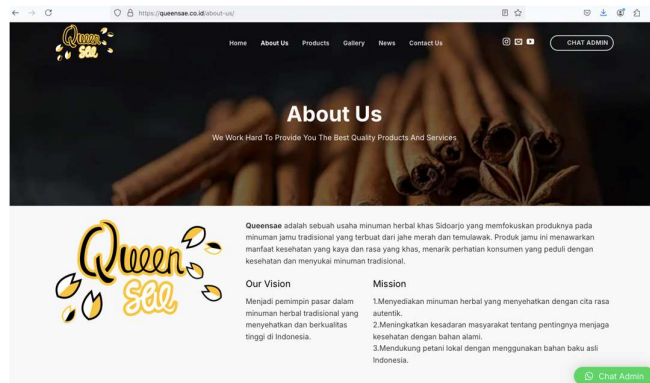 https://queensae.co.id/about-us/
Queen
SAE
Home About Us Products Gallery News Contact Us
CHAT ADMIN
About Us
We Work Hard To Provide You The Best Quality Products And Services
Queen
SAE
Queensae adalah sebuah usaha minuman herbal khas Sidoarjo yang memfokuskan produknya pada
minuman jamu tradisional yang terbuat dari jahe merah dan temulawak. Produk jamu ini menawarkan
manfaat kesehatan yang kaya dan rasa yang khas, menarik perhatian konsumen yang peduli dengan
kesehatan dan menyukai minuman tradisional.
Our Vision
Menjadi pemimpin pasar dalam
minuman herbal tradisional yang
menyehatkan dan berkualitas
tinggi di Indonesia.
Mission
1.Menyediakan minuman herbal yang menyehatkan dengan cita rasa
autentik.
2.Meningkatkan kesadaran masyarakat tentang pentingnya menjaga
kesehatan dengan bahan alami.
3.Mendukung petani lokal dengan menggunakan bahan baku asli
Indonesia.
Chat Admin